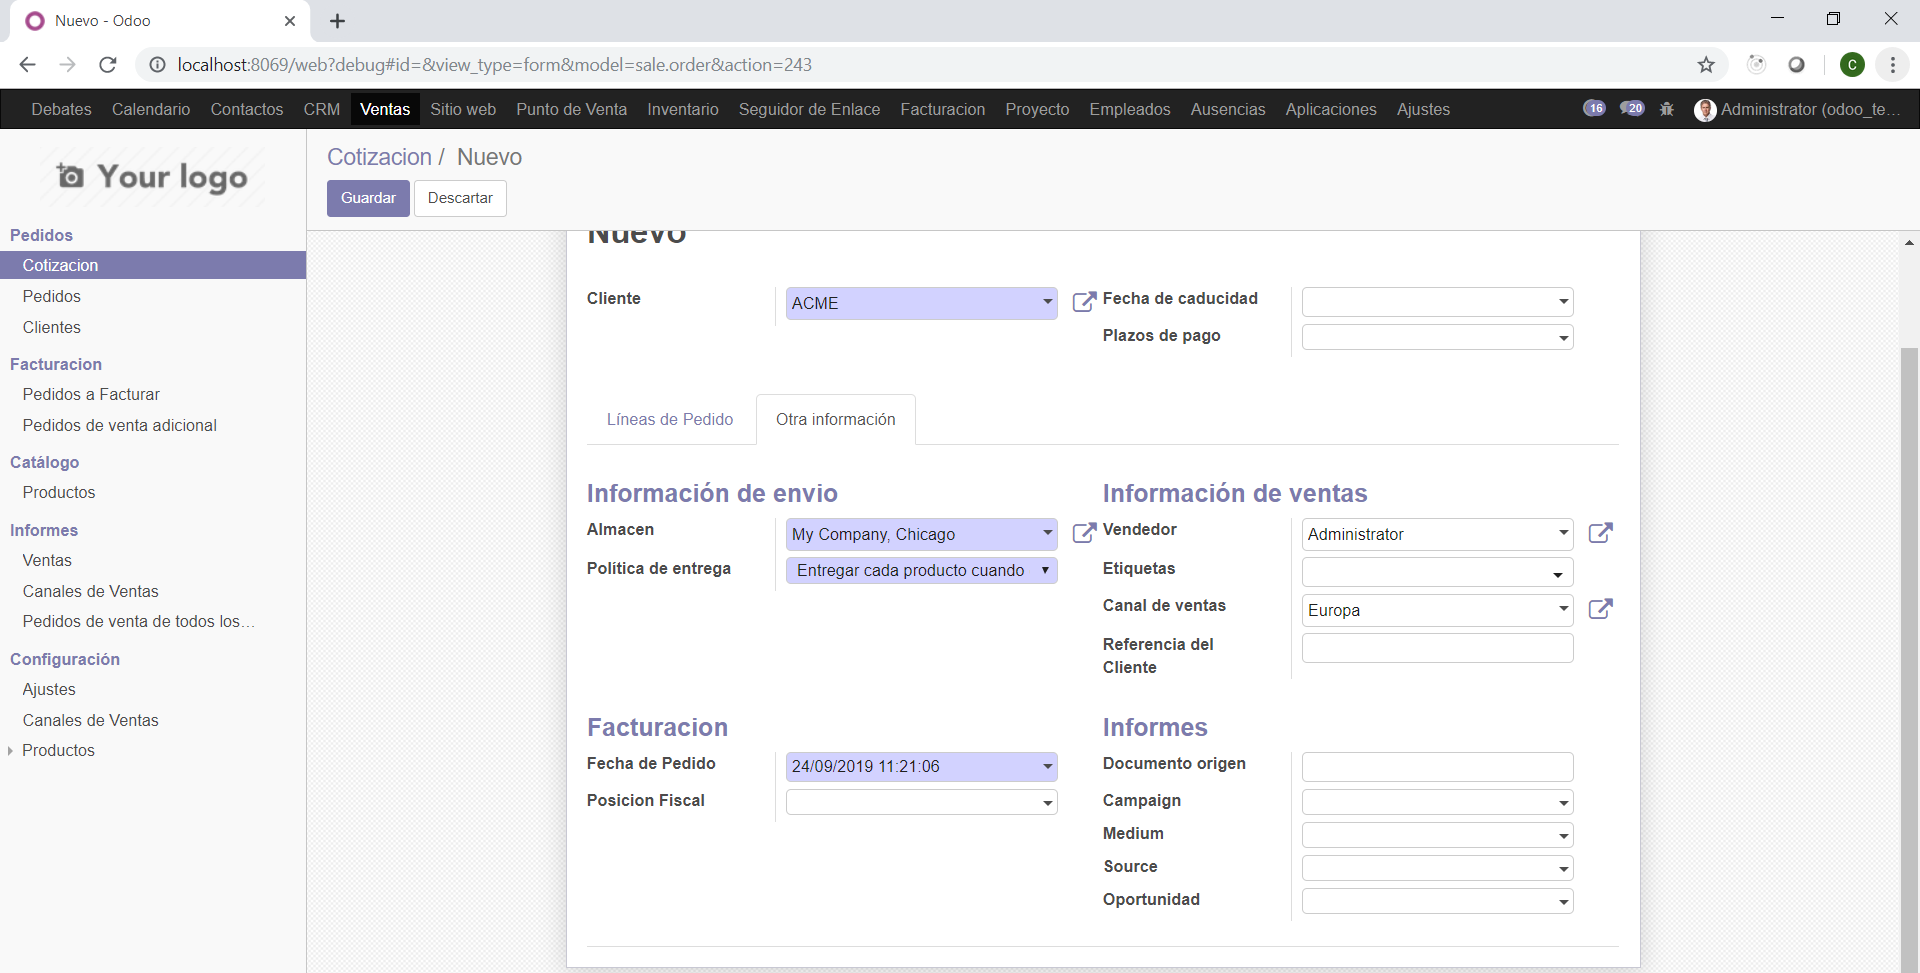 Nuevo - Odoo
localhost:8069/web?debug#id=&view_type=form&model=sale.order&action=243
C
Debates Calendario Contactos CRM Ventas Sitio web Punto de Venta Inventario Seguidor de Enlace Facturacion Proyecto Empleados Ausencias Aplicaciones Ajustes 16 20 Administrator (odoo_te...
Your logo
Cotizacion / Nuevo
Guardar Descartar
Pedidos
Cotizacion
Pedidos
Clientes
Facturacion
Pedidos a Facturar
Pedidos de venta adicional
Catálogo
Productos
Informes
Ventas
Canales de Ventas
Pedidos de venta de todos los...
Configuración
Ajustes
Canales de Ventas
Productos
Nuevo
Cliente ACME
Fecha de caducidad
Plazos de pago
Líneas de Pedido Otra información
Información de envio
Almacen My Company, Chicago
Politica de entrega Entregar cada producto cuando
Información de ventas
Vendedor Administrator
Etiquetas
Canal de ventas Europa
Referencia del
Cliente
Facturacion
Fecha de Pedido 24/09/2019 11:21:06
Posicion Fiscal
Informes
Documento origen
Campaign
Medium
Source
Oportunidad